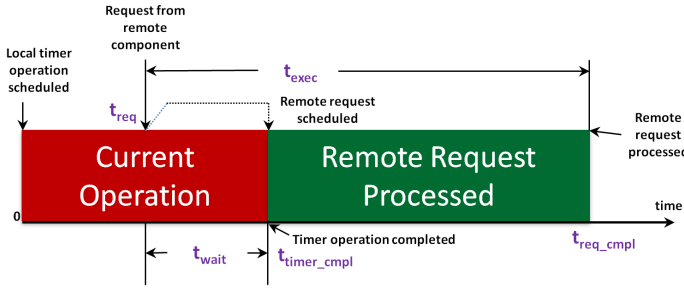 Request from
remote
component
Local timer
operation
scheduled
t_exec
t_req
Remote request
scheduled
Remote
request
processed
Current
Operation
Remote Request
Processed
0
time
Timer operation completed
t_wait
t_timer_cmpl
t_req_cmpl